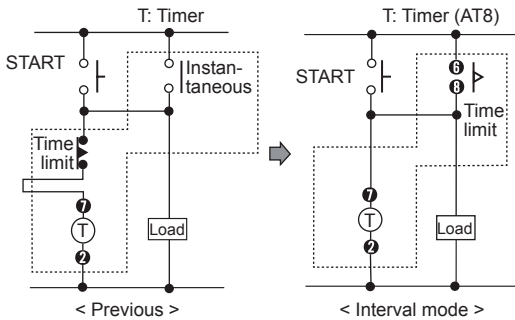 T: Timer
START
Instan-
taneous
Time
limit
7
T
2
Load
< Previous >
T: Timer (AT8)
START
6
8
Time
limit
7
T
2
Load
< Interval mode >